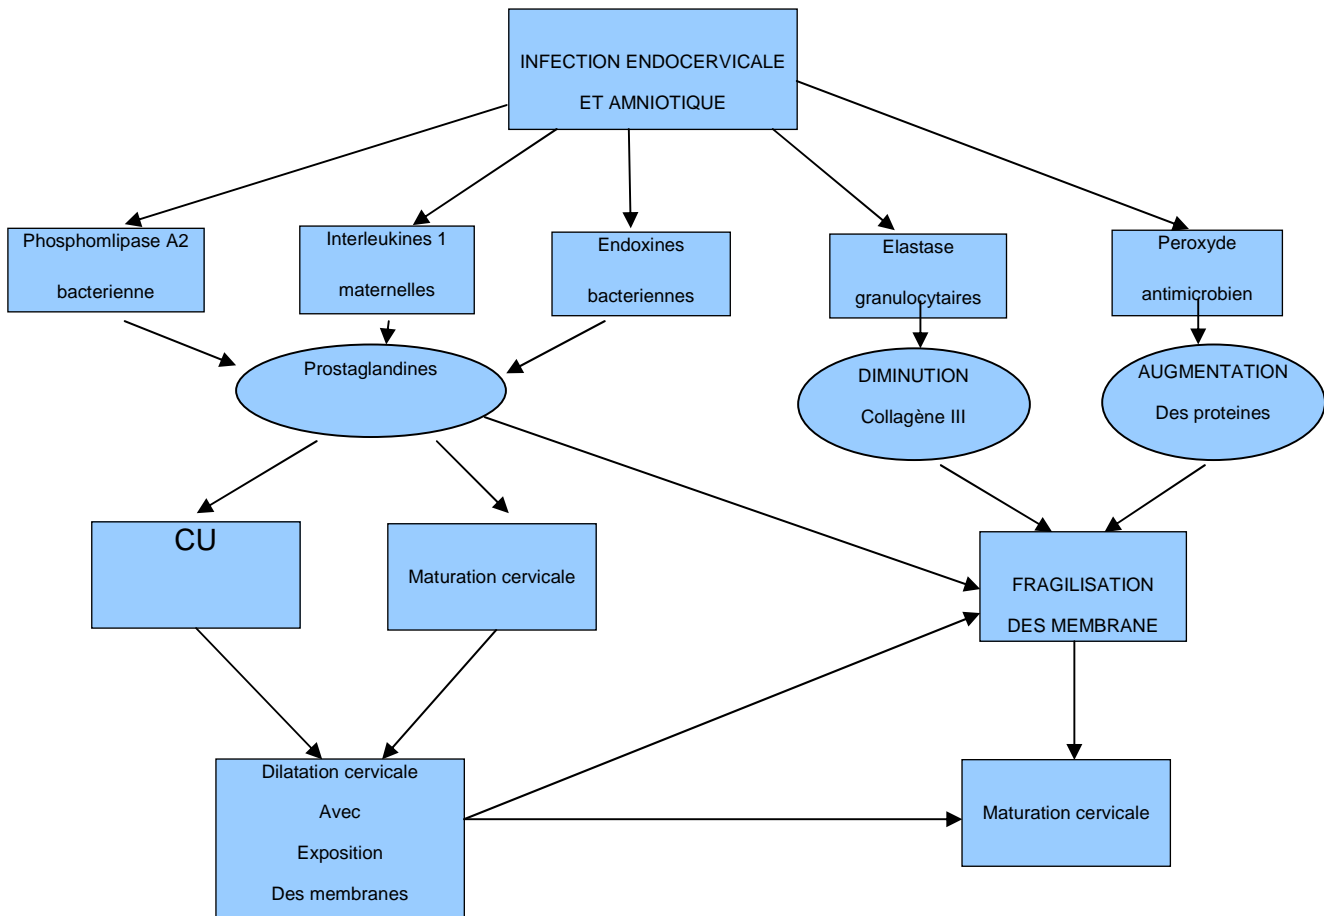 INFECTION ENDOCERVICALE
ET AMNIOTIQUE
Phosphomlipase A2
bacterienne
Interleukines 1
maternelles
Endoxines
bacteriennes
Elastase
granulocytaires
Peroxyde
antimicrobien
Prostaglandines
DIMINUTION
Collagène III
AUGMENTATION
Des proteines
CU
Maturation cervicale
FRAGILISATION
DES MEMBRANE
Dilatation cervicale
Avec
Exposition
Des membranes
Maturation cervicale